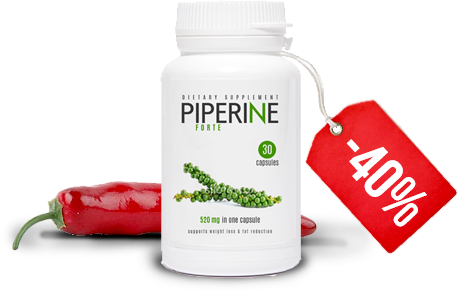 DIETARY SUPPLEMENT
PIPERINE
FORTE
30
capsules
520 mg in one capsule
supports weight loss & fat reduction
-40%